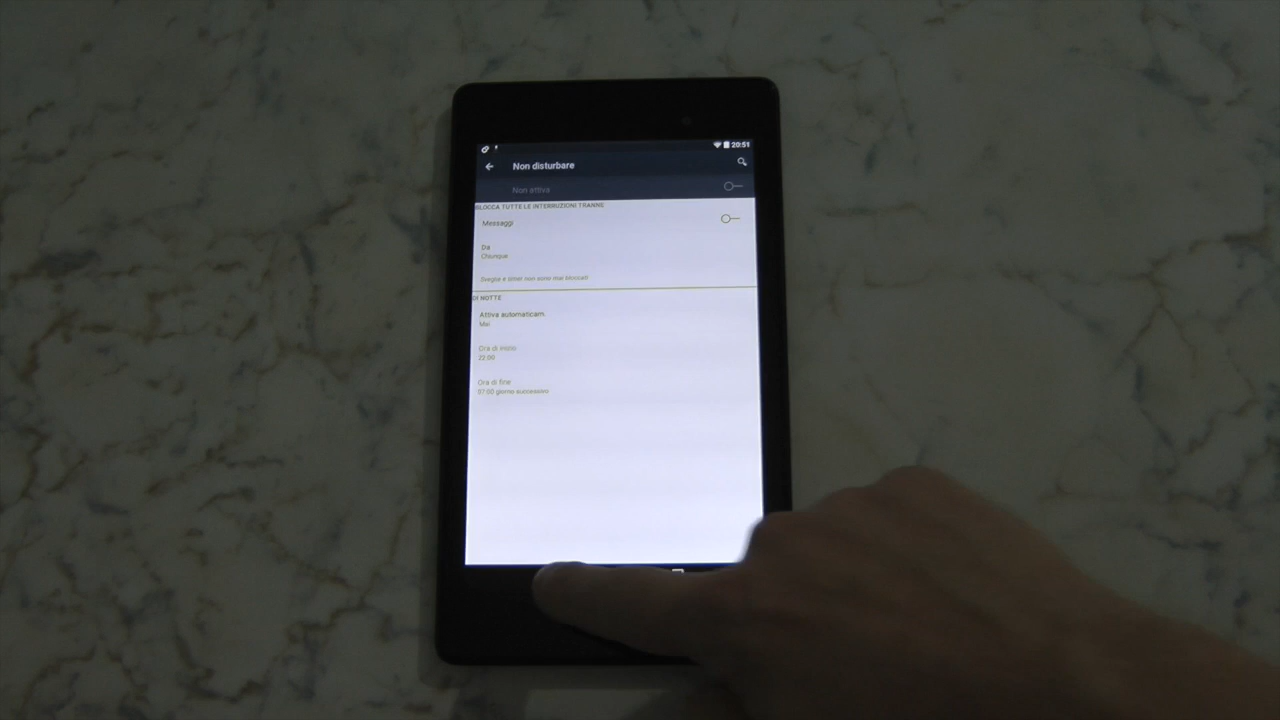 20:51
Non disturbare
Non attiva
BLOCCA TUTTE LE INTERRUZIONI TRANNE
Messaggi
Da
Chiunque
Sveglie e timer non sono mai bloccati
DI NOTTE
Attiva automaticam.
Mai
Ora di inizio
22:00
Ora di fine
07:00 giorno successivo